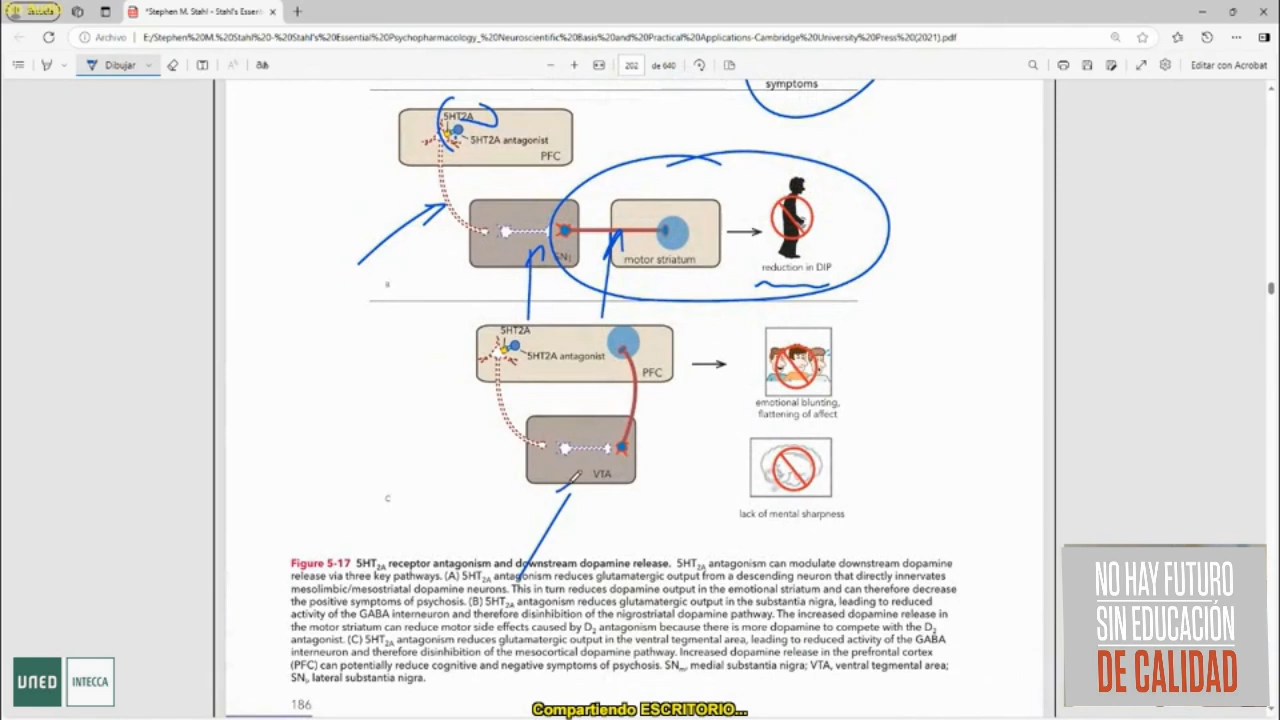 Invitado
*Stephen M. Stahl - Stahl's Essen
Archivo
E:/Stephen%20M.%20Stahl%20-%20Stahl's%20Essential%20Psychopharmacology_%20Neuroscientific%20Basis%20and%20Practical%20Applications-Cambridge%20University%20Press%20(2021).pdf
Dibujar
202 de 640
Editar con Acrobat
symptoms
5HT2A
5HT2A antagonist
PFC
motor striatum
reduction in DIP
B
5HT2A
5HT2A antagonist
PFC
emotional blunting,
flattening of affect
VTA
C
lack of mental sharpness
Figure 5-17 5HT2A receptor antagonism and downstream dopamine release. 5HT2A antagonism can modulate downstream dopamine
release via three key pathways. (A) 5HT2A antagonism reduces glutamatergic output from a descending neuron that directly innervates
mesolimbic/mesostriatal dopamine neurons. This in turn reduces dopamine output in the emotional striatum and can therefore decrease
the positive symptoms of psychosis. (B) 5HT2A antagonism reduces glutamatergic output in the substantia nigra, leading to reduced
activity of the GABA interneuron and therefore disinhibition of the nigrostriatal dopamine pathway. The increased dopamine release in
the motor striatum can reduce motor side effects caused by D2 antagonism because there is more dopamine to compete with the D2
antagonist. (C) 5HT2A antagonism reduces glutamatergic output in the ventral tegmental area, leading to reduced activity of the GABA
interneuron and therefore disinhibition of the mesocortical dopamine pathway. Increased dopamine release in the prefrontal cortex
(PFC) can potentially reduce cognitive and negative symptoms of psychosis. SNm, medial substantia nigra; VTA, ventral tegmental area;
SNl, lateral substantia nigra.
186
UNED
INTECCA
NO HAY FUTURO
SIN EDUCACIÓN
DE CALIDAD
Compartiendo ESCRITORIO...